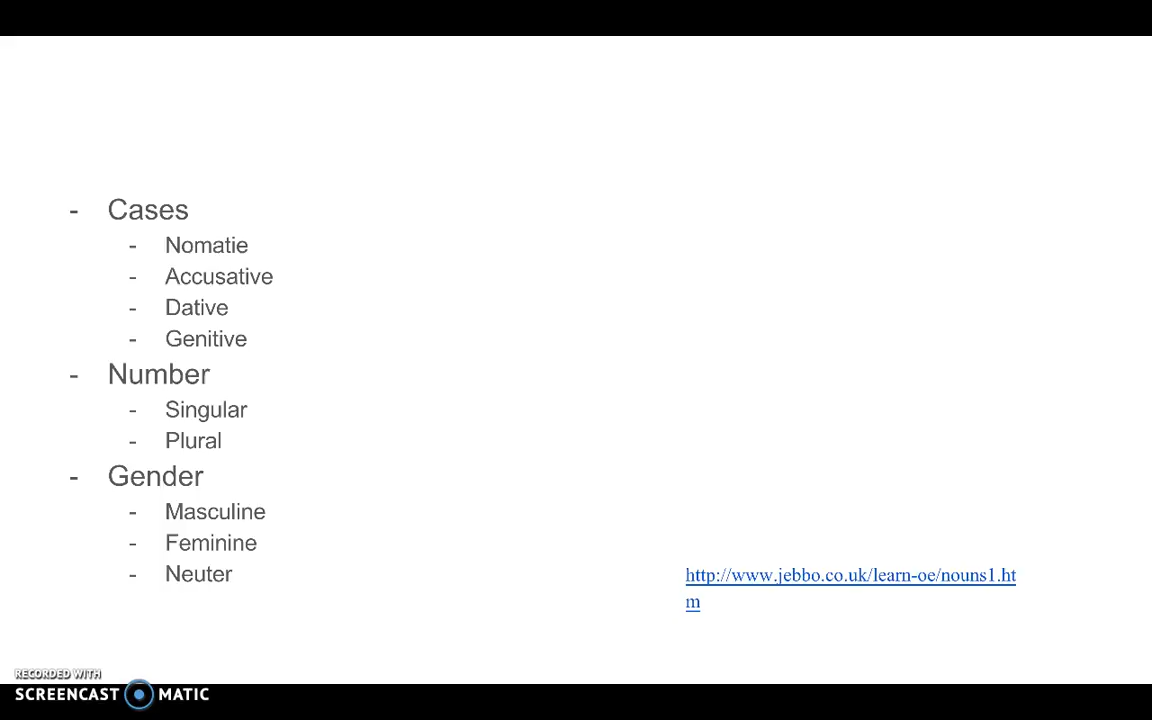 - Cases
- Nomatie
- Accusative
- Dative
- Genitive
- Number
- Singular
- Plural
- Gender
- Masculine
- Feminine
- Neuter
http://www.jebbo.co.uk/learn-oe/nouns1.ht
m
RECORDED WITH
SCREENCAST MATIC